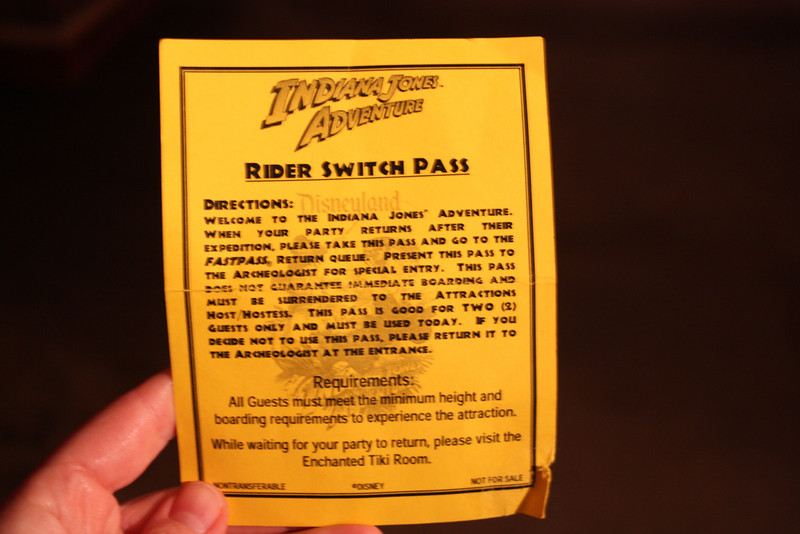 INDIANA JONES™
ADVENTURE
RIDER SWITCH PASS
Disneyland
DIRECTIONS:
WELCOME TO THE INDIANA JONES™ ADVENTURE.
WHEN YOUR PARTY RETURNS AFTER THEIR
EXPEDITION, PLEASE TAKE THIS PASS AND GO TO THE
FASTPASS® RETURN QUEUE. PRESENT THIS PASS TO
THE ARCHEOLOGIST FOR SPECIAL ENTRY. THIS PASS
DOES NOT GUARANTEE IMMEDIATE BOARDING AND
MUST BE SURRENDERED TO THE ATTRACTIONS
HOST/HOSTESS. THIS PASS IS GOOD FOR TWO (2)
GUESTS ONLY AND MUST BE USED TODAY. IF YOU
DECIDE NOT TO USE THIS PASS, PLEASE RETURN IT TO
THE ARCHEOLOGIST AT THE ENTRANCE.
Requirements:
All Guests must meet the minimum height and
boarding requirements to experience the attraction.
While waiting for your party to return, please visit the
Enchanted Tiki Room.
NONTRANSFERABLE ©DISNEY NOT FOR SALE